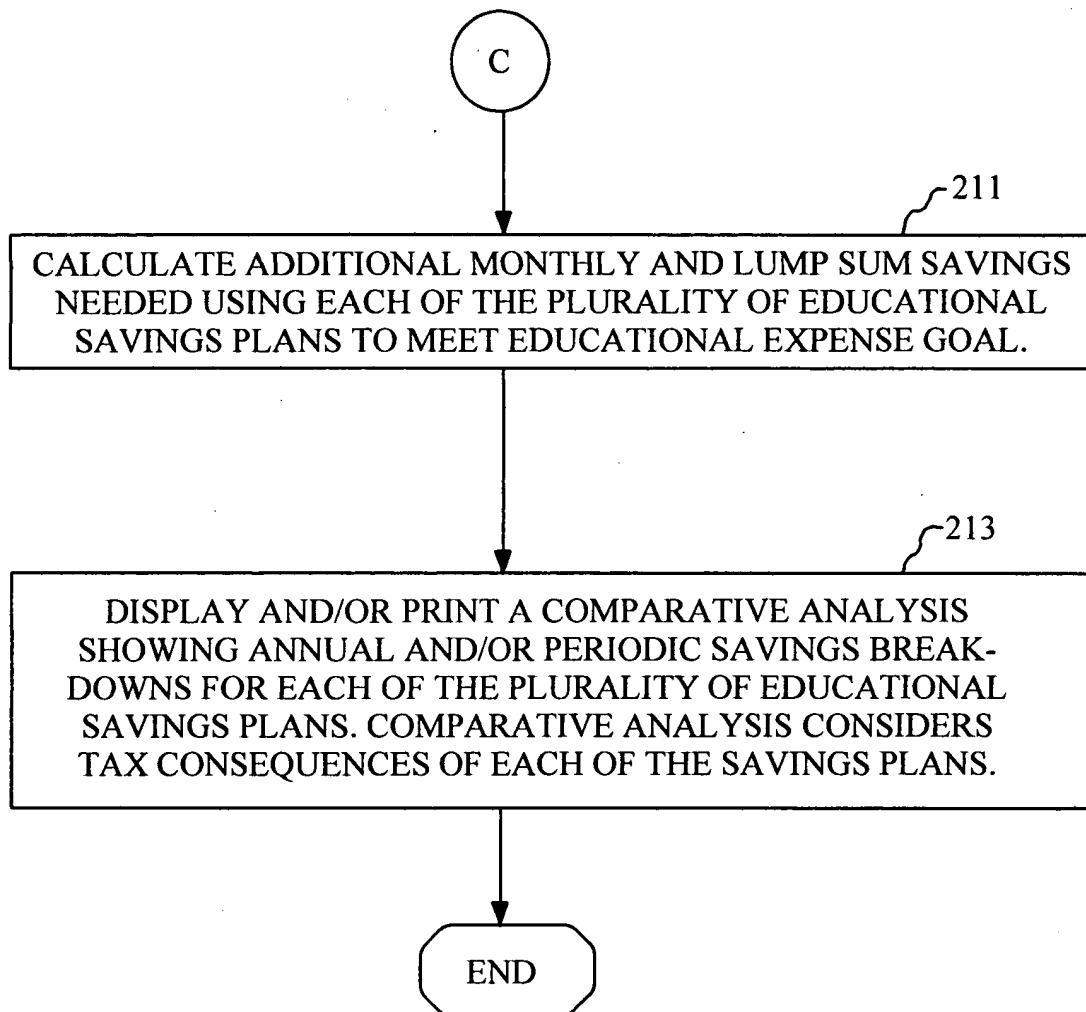 C
211
CALCULATE ADDITIONAL MONTHLY AND LUMP SUM SAVINGS
NEEDED USING EACH OF THE PLURALITY OF EDUCATIONAL
SAVINGS PLANS TO MEET EDUCATIONAL EXPENSE GOAL.
213
DISPLAY AND/OR PRINT A COMPARATIVE ANALYSIS
SHOWING ANNUAL AND/OR PERIODIC SAVINGS BREAK-
DOWNS FOR EACH OF THE PLURALITY OF EDUCATIONAL
SAVINGS PLANS. COMPARATIVE ANALYSIS CONSIDERS
TAX CONSEQUENCES OF EACH OF THE SAVINGS PLANS.
END